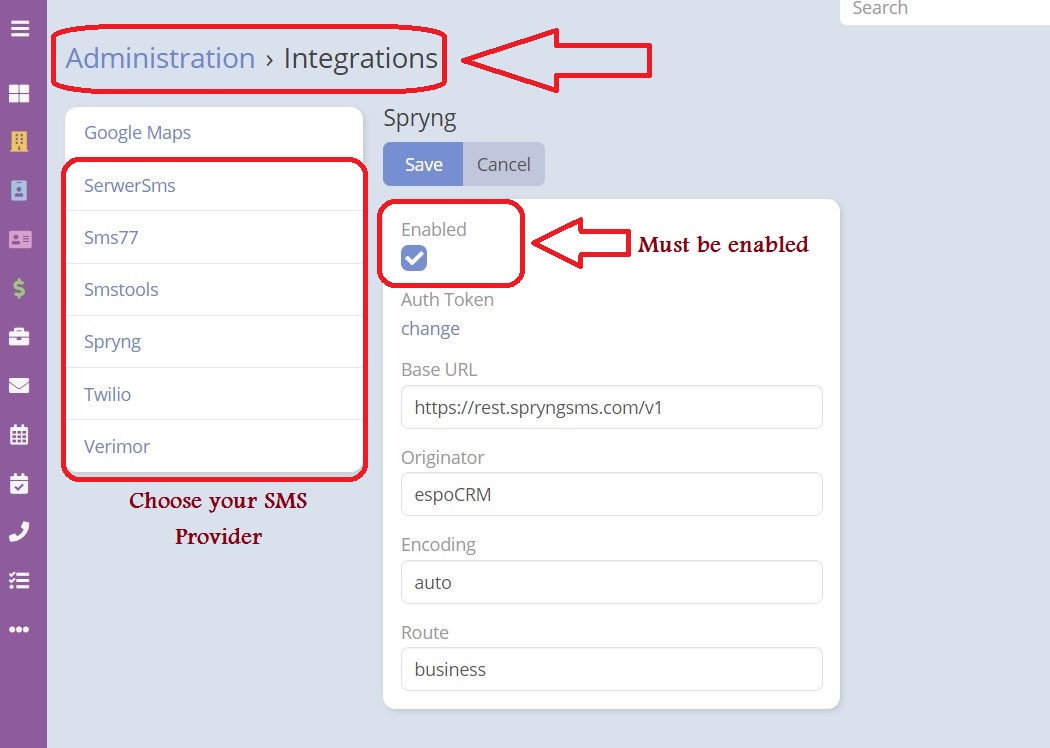 Search
Administration › Integrations
Google Maps
SerwerSms
Sms77
Smstools
Spryng
Twilio
Verimor
Choose your SMS
Provider
Spryng
Save Cancel
Enabled
Must be enabled
Auth Token
change
Base URL
https://rest.spryngsms.com/v1
Originator
espoCRM
Encoding
auto
Route
business